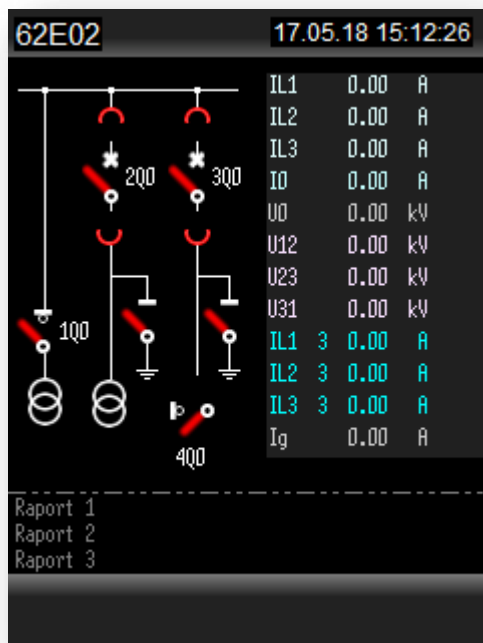 62E02 17.05.18 15:12:26
IL1 0.00 A
IL2 0.00 A
IL3 0.00 A
I0 0.00 A
U0 0.00 kV
U12 0.00 kV
U23 0.00 kV
U31 0.00 kV
IL1 3 0.00 A
IL2 3 0.00 A
IL3 3 0.00 A
Ig 0.00 A
2Q0 3Q0
1Q0
4Q0
Raport 1
Raport 2
Raport 3